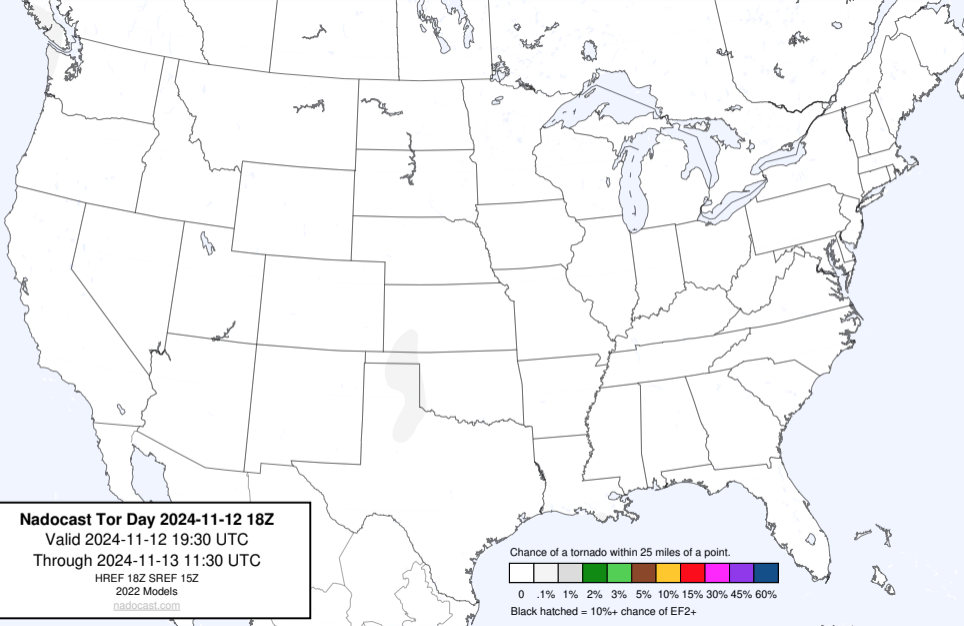 Nadocast Tor Day 2024-11-12 18Z
Valid 2024-11-12 19:30 UTC
Through 2024-11-13 11:30 UTC
HREF 18Z SREF 15Z
2022 Models
nadocast.com
Chance of a tornado within 25 miles of a point.
0 .1% 1% 2% 3% 5% 10% 15% 30% 45% 60%
Black hatched = 10%+ chance of EF2+